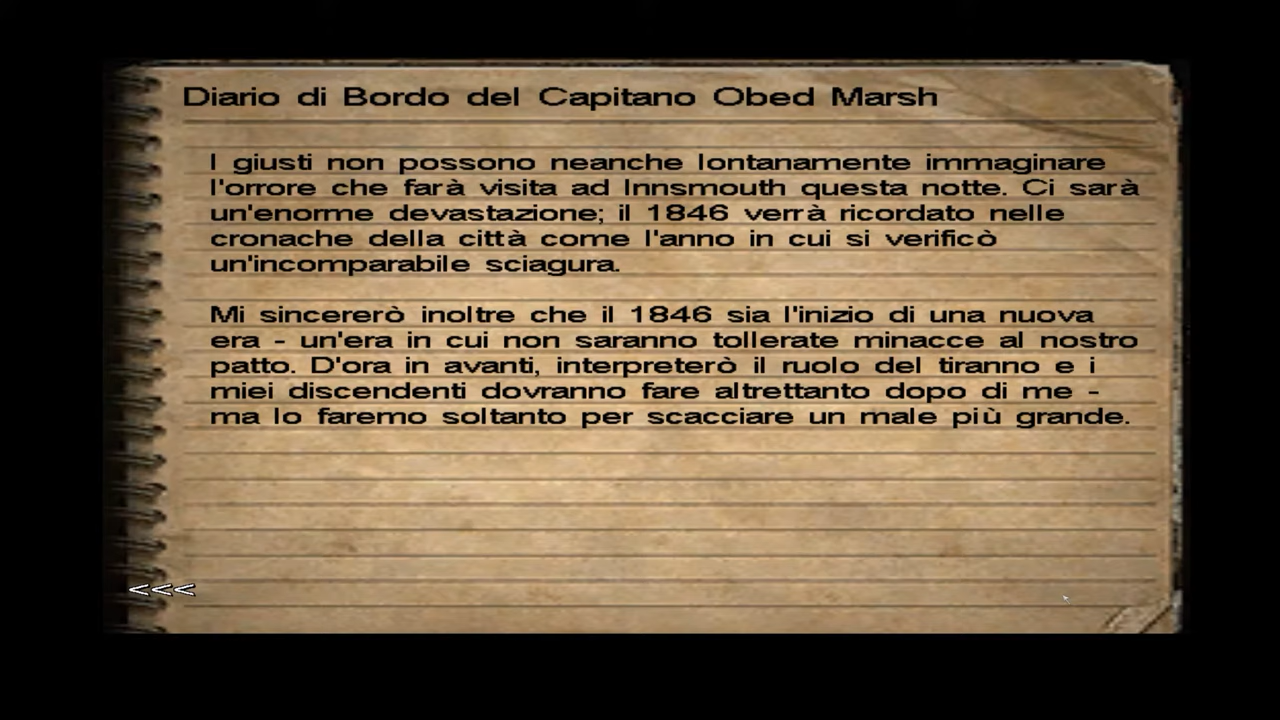 Diario di Bordo del Capitano Obed Marsh
I giusti non possono neanche lontanamente immaginare
l'orrore che farà visita ad Innsmouth questa notte. Ci sarà
un'enorme devastazione; il 1846 verrà ricordato nelle
cronache della città come l'anno in cui si verificò
un'incomparabile sciagura.
Mi sincererò inoltre che il 1846 sia l'inizio di una nuova
era - un'era in cui non saranno tollerate minacce al nostro
patto. D'ora in avanti, interpreterò il ruolo del tiranno e i
miei discendenti dovranno fare altrettanto dopo di me -
ma lo faremo soltanto per scacciare un male più grande.
<<<